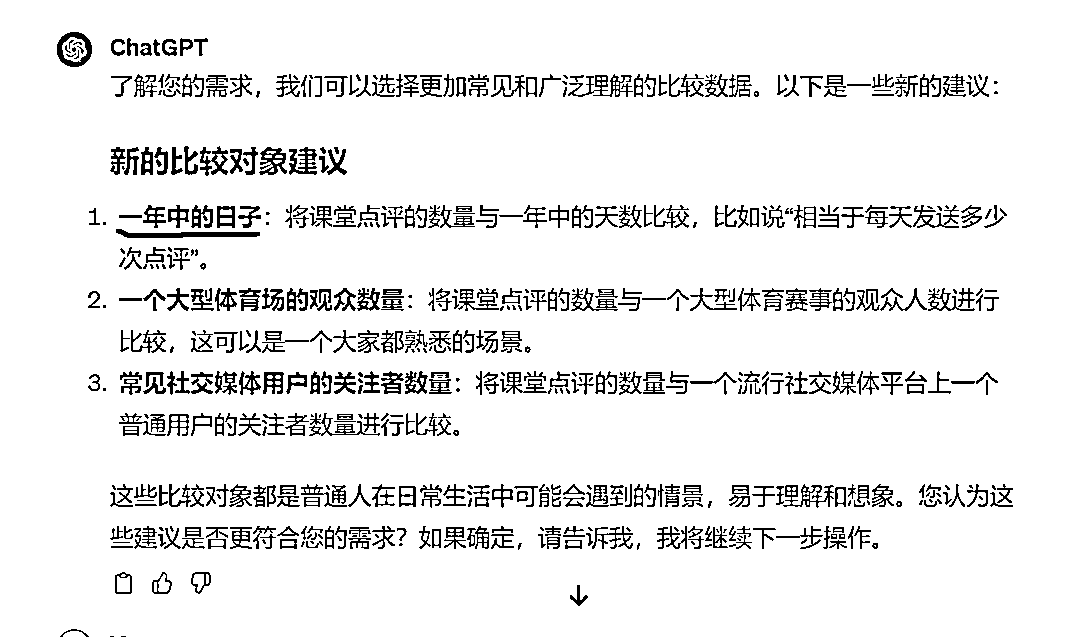 ChatGPT
了解您的需求，我们可以选择更加常见和广泛理解的比较数据。以下是一些新的建议：
新的比较对象建议
1. 一年中的日子：将课堂点评的数量与一年中的天数比较，比如说“相当于每天发送多少
次点评”。
2. 一个大型体育场的观众数量：将课堂点评的数量与一个大型体育赛事的观众人数进行
比较，这可以是一个大家都熟悉的场景。
3. 常见社交媒体用户的关注者数量：将课堂点评的数量与一个流行社交媒体平台上一个
普通用户的关注者数量进行比较。
这些比较对象都是普通人在日常生活中可能会遇到的情景，易于理解和想象。您认为这
些建议是否更符合您的需求？如果确定，请告诉我，我将继续下一步操作。